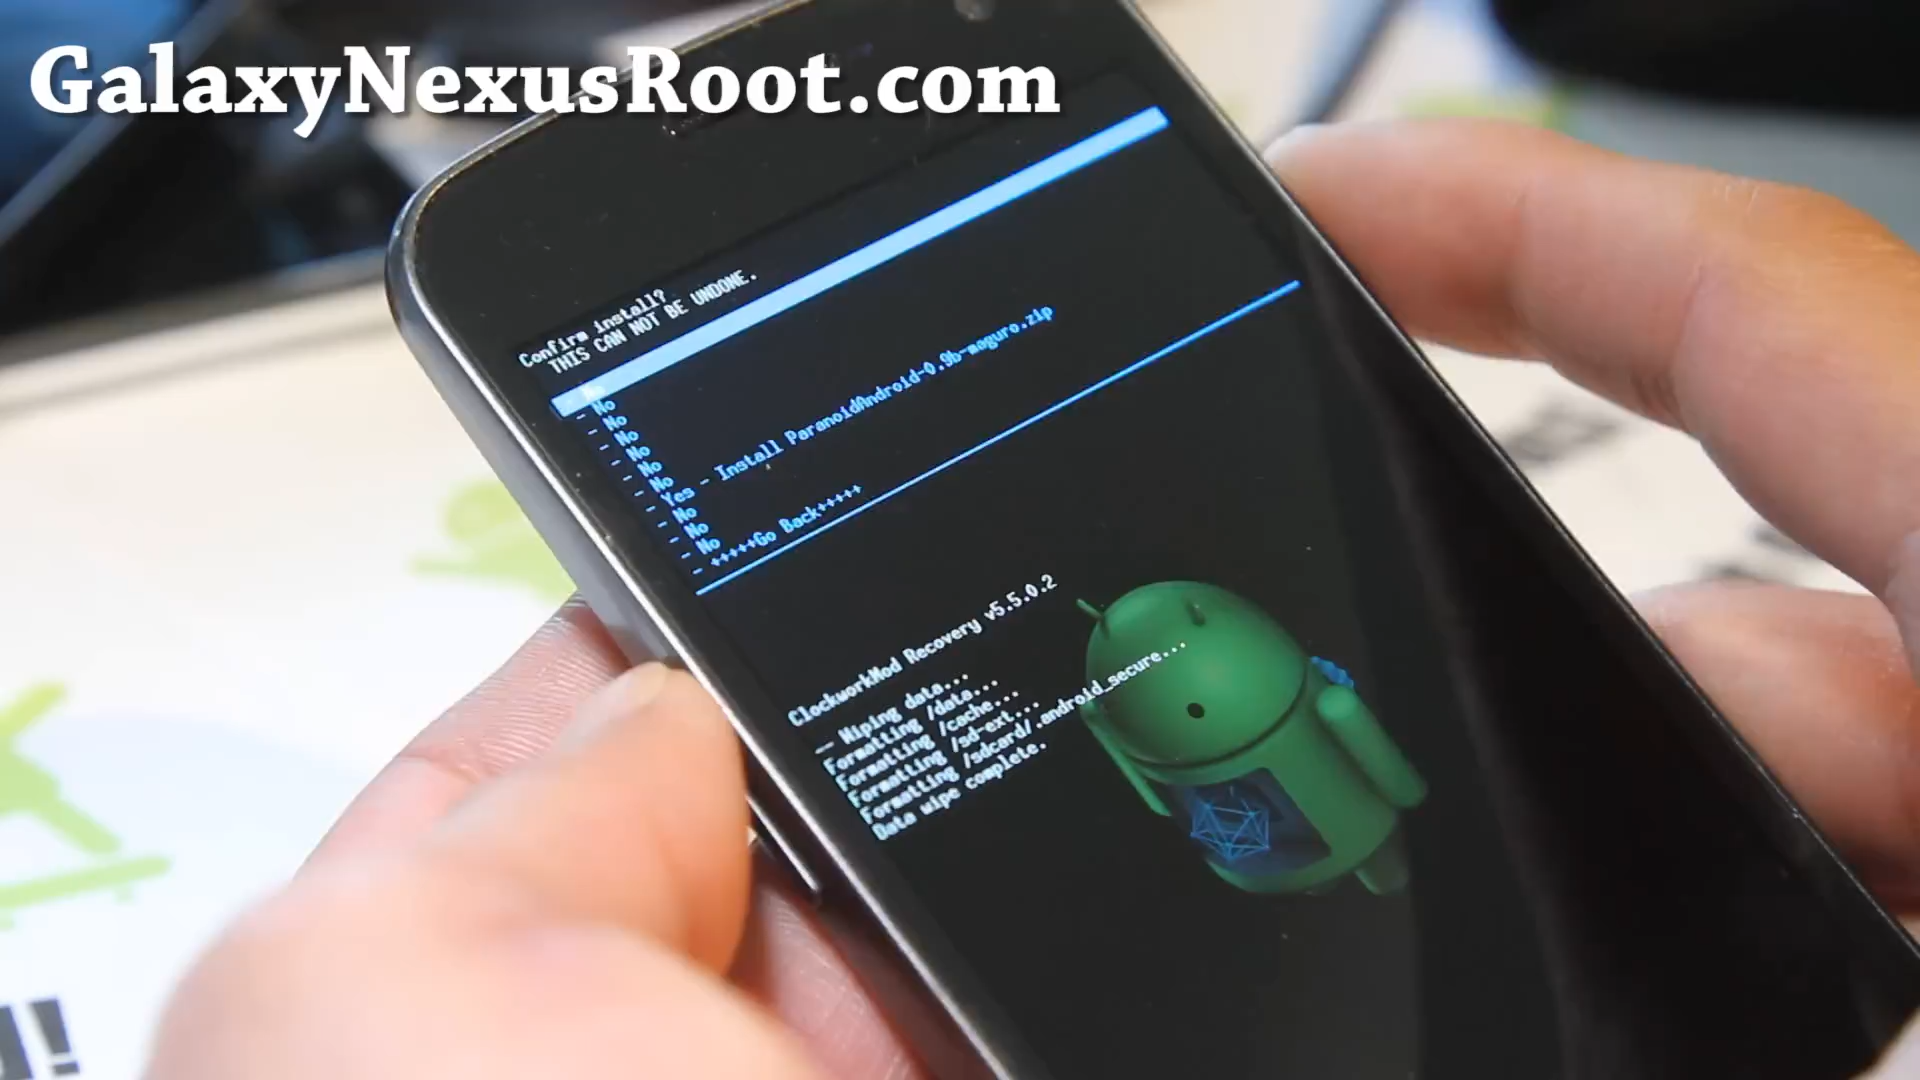 GalaxyNexusRoot.com
Confirm install?
THIS CAN NOT BE UNDONE.
- No
- No
- No
- No
- No
- No
- No
- Yes - Install ParanoidAndroid-0.9b-maguro.zip
- No
- No
- No
- +++++Go Back+++++
ClockworkMod Recovery v5.5.0.2
-- Wiping data...
Formatting /data...
Formatting /cache...
Formatting /sd-ext...
Formatting /sdcard/.android_secure...
Data wipe complete.